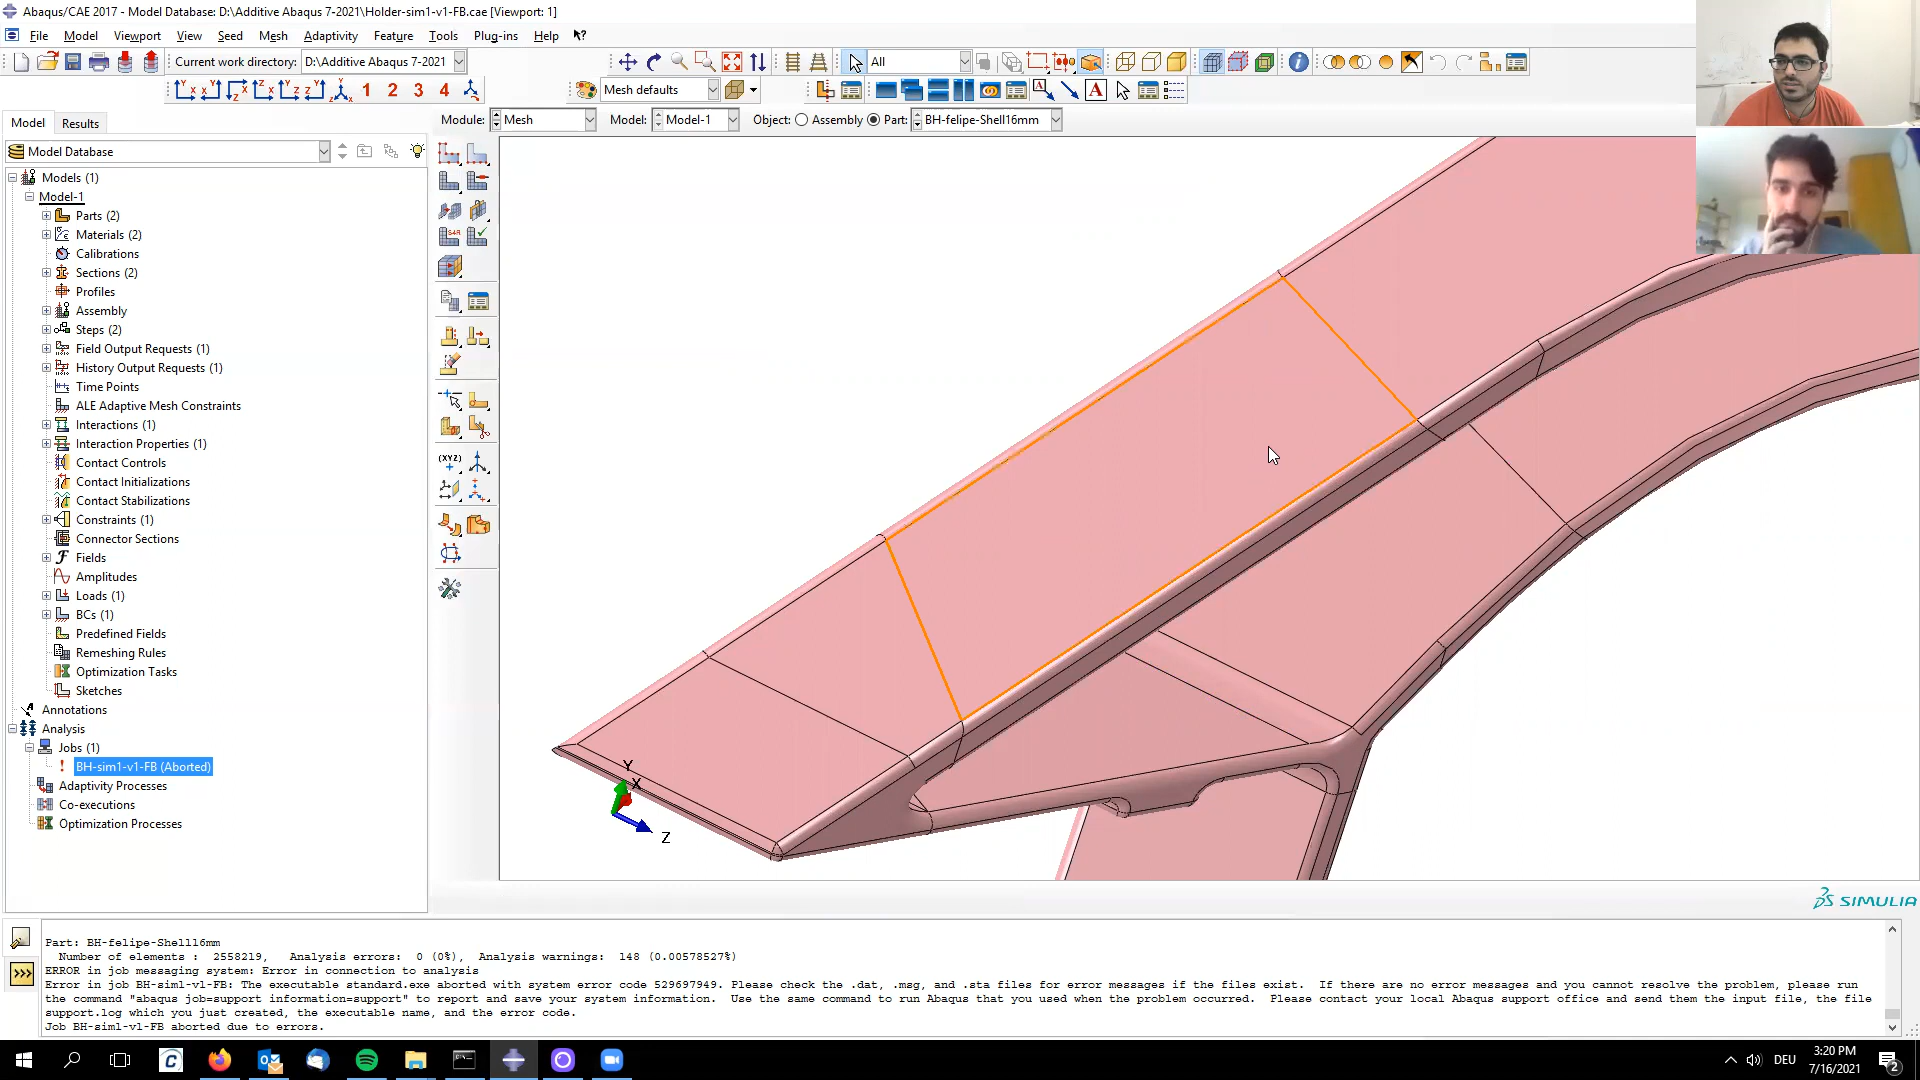 Abaqus/CAE 2017 - Model Database: D:\Additive Abaqus 7-2021\Holder-sim1-v1-FB.cae [Viewport: 1]
File Model Viewport View Seed Mesh Adaptivity Feature Tools Plug-ins Help
Current work directory: D:\Additive Abaqus 7-2021
All
1 2 3 4
Mesh defaults
Model Results
Module: Mesh Model: Model-1 Object: Assembly Part: BH-felipe-Shell16mm
Model Database
Models (1)
Model-1
Parts (2)
Materials (2)
Calibrations
Sections (2)
Profiles
Assembly
Steps (2)
Field Output Requests (1)
History Output Requests (1)
Time Points
ALE Adaptive Mesh Constraints
Interactions (1)
Interaction Properties (1)
Contact Controls
Contact Initializations
Contact Stabilizations
Constraints (1)
Connector Sections
Fields
Amplitudes
Loads (1)
BCs (1)
Predefined Fields
Remeshing Rules
Optimization Tasks
Sketches
Annotations
Analysis
Jobs (1)
BH-sim1-v1-FB (Aborted)
Adaptivity Processes
Co-executions
Optimization Processes
(XYZ)
Y
X
Z
SIMULIA
Part: BH-felipe-Shell16mm
Number of elements : 2558219, Analysis errors: 0 (0%), Analysis warnings: 148 (0.00578527%)
ERROR in job messaging system: Error in connection to analysis
Error in job BH-sim1-v1-FB: The executable standard.exe aborted with system error code 529697949. Please check the .dat, .msg, and .sta files for error messages if the files exist. If there are no error messages and you cannot resolve the problem, please run
the command "abaqus job=support information=support" to report and save your system information. Use the same command to run Abaqus that you used when the problem occurred. Please contact your local Abaqus support office and send them the input file, the file
support.log which you just created, the executable name, and the error code.
Job BH-sim1-v1-FB aborted due to errors.
DEU
3:20 PM
7/16/2021
2